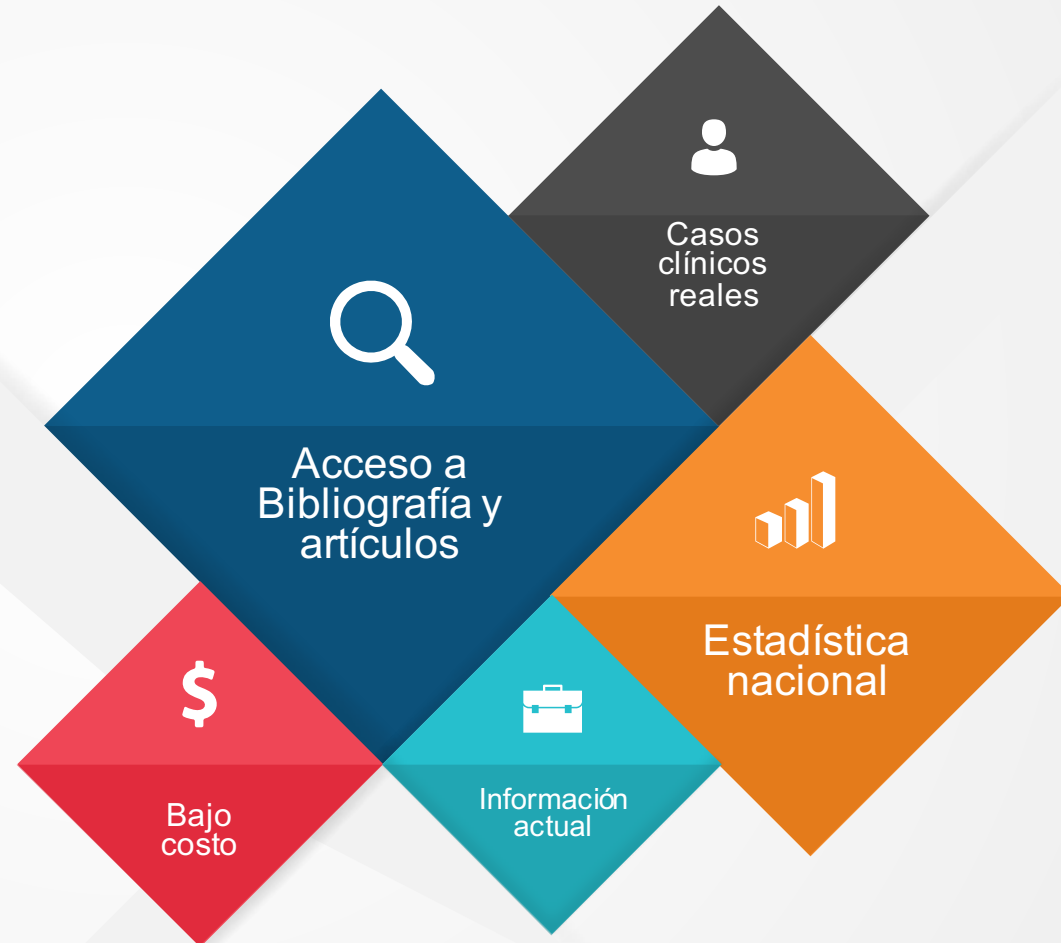 Casos
clínicos
reales
Acceso a
Bibliografía y
artículos
Estadística
nacional
$
Bajo
costo
Información
actual